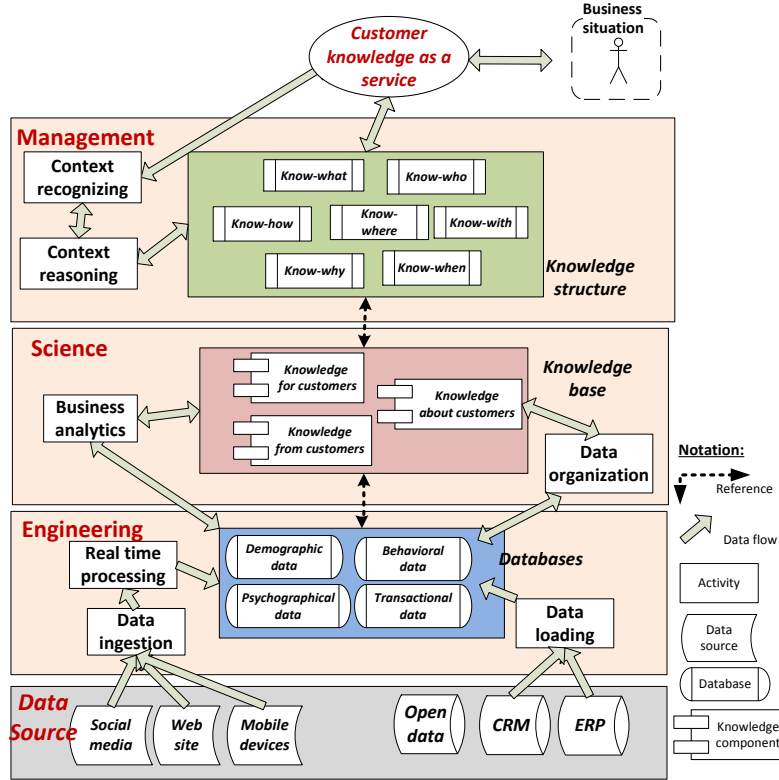 Business
situation
Customer
knowledge as a
service
Management
Context
recognizing
Context
reasoning
Know-what
Know-who
Know-how
Know-
where
Know-with
Know-why
Know-when
Knowledge
structure
Science
Business
analytics
Knowledge
for customers
Knowledge
about customers
Knowledge
from customers
Knowledge
base
Data
organization
Engineering
Real time
processing
Data
ingestion
Demographic
data
Behavioral
data
Psychographical
data
Transactional
data
Databases
Data
loading
Data
Source
Social
media
Web
site
Mobile
devices
Open
data
CRM
ERP
Notation:
Reference
Data flow
Activity
Data
source
Database
Knowledge
component